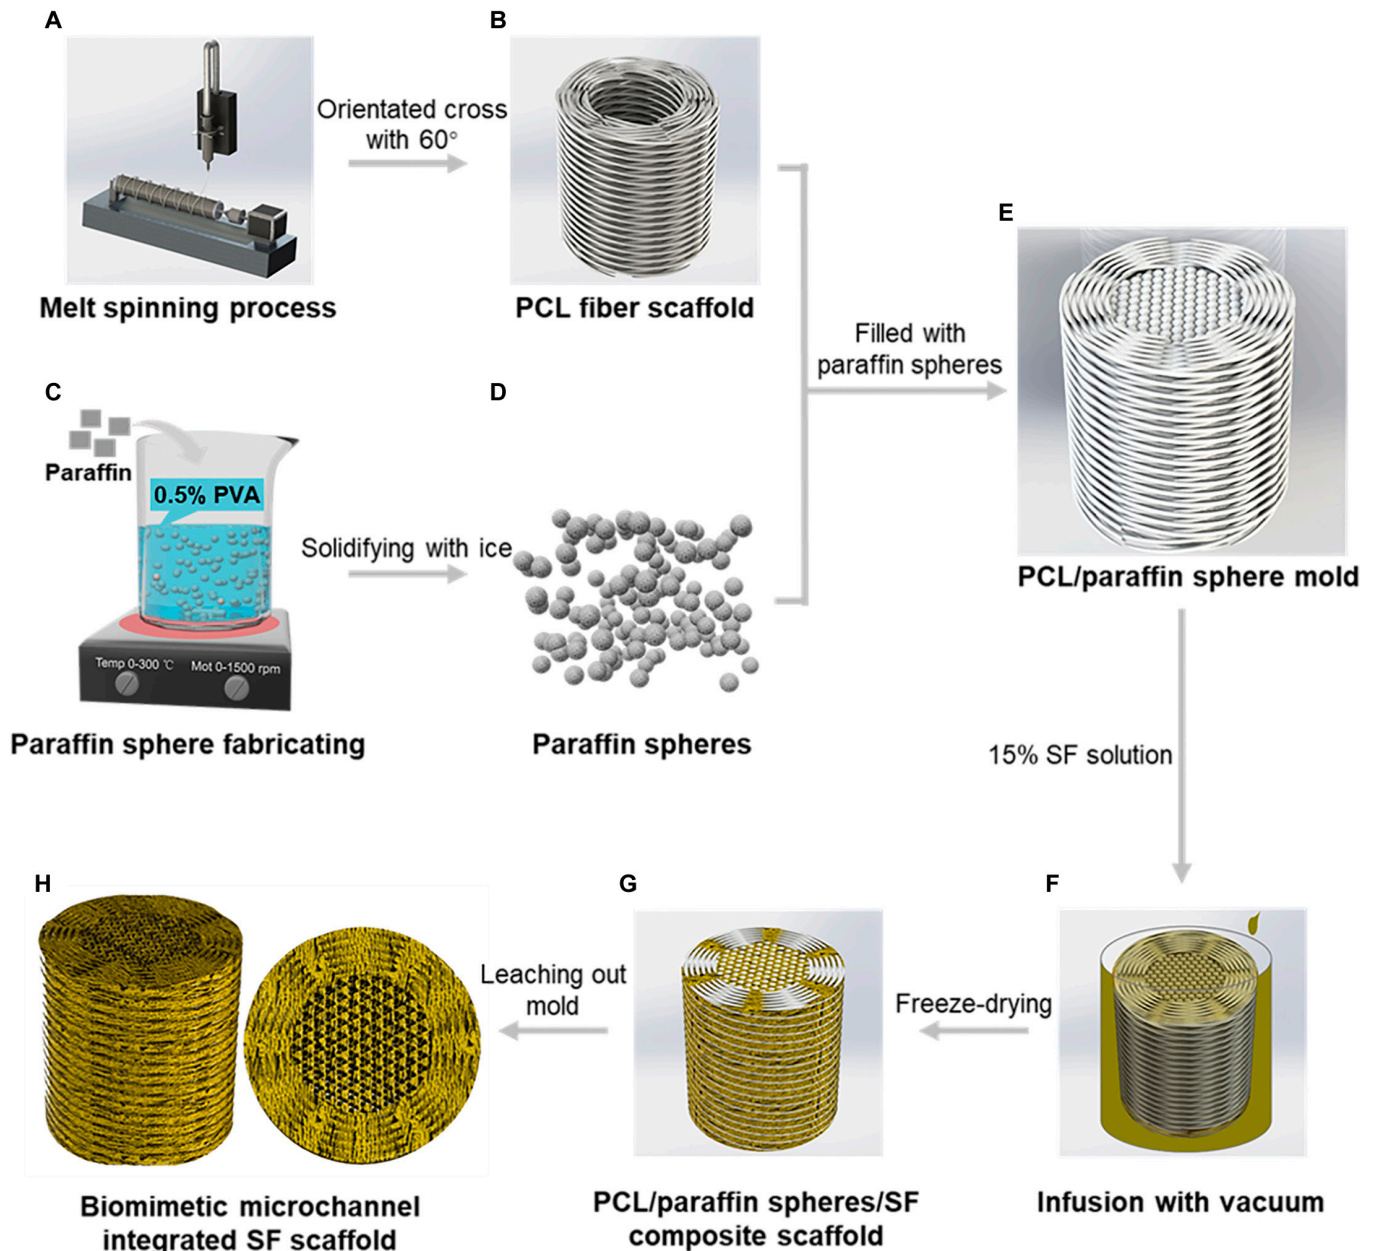 A
Orientated cross
with 60°
Melt spinning process
B
PCL fiber scaffold
C
Paraffin
0.5% PVA
Temp 0-300 ℃
Mot 0-1500 rpm
Paraffin sphere fabricating
Solidifying with ice
D
Paraffin spheres
Filled with
paraffin spheres
E
PCL/paraffin sphere mold
15% SF solution
F
Infusion with vacuum
Freeze-drying
G
PCL/paraffin spheres/SF
composite scaffold
Leaching out
mold
H
Biomimetic microchannel
integrated SF scaffold